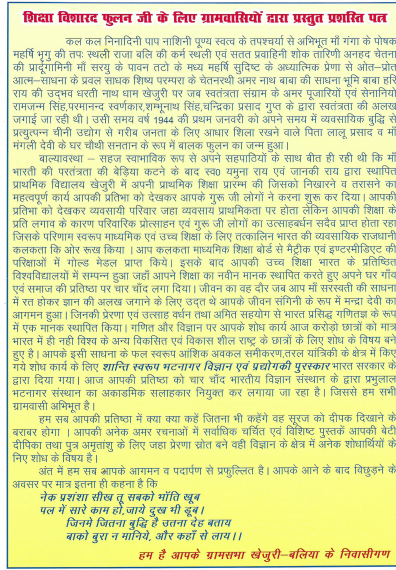 शिक्षा विशारद फुलन जी के लिए ग्रामवासियों द्वारा प्रस्तुत प्रशस्ति पत्र
कल कल निनादिनी पाप नाशिनी पूण्य स्वत्व के तपश्चर्या से अभिभूत माँ गंगा के पोषक
महर्षि भृगु की तपः स्थली राजा बलि की कर्म स्थली एवं सतत प्रवाहिनी शोक तारिणी अनहद चेतना
की प्रार्दूगामिनी माँ सरयु के पावन तटो के मध्य महर्षि सुदिष्ट के अध्यात्मिक प्रेणा से ओत–प्रोत
आत्म–साधना के प्रवल साधक शिष्य परम्परा के चेतनरथी अमर नाथ बाबा की साधना भूमि बाबा हरि
राय की उद्‌भव धरती नाथ धाम खेजुरी पर जब स्वतंत्रता संग्राम के अमर पूजारियों एवं सेनानियो
रामजन्म सिंह,परमानन्द स्वर्णकार,शम्भूनाथ सिंह,चन्द्रिका प्रसाद गुप्त के द्वारा स्वतंत्रता की अलख
जगाई जा रही थी। उसी समय वर्ष 1944 की प्रथम जनवरी को अपने समय में व्यवसायिक बुद्धि से
प्रत्युत्पन्न चीनी उद्योग से गरीब जनता के लिए आधार शिला रखने वाले पिता लालू प्रसाद व माँ
मंगली देवी के घर चौथी सनतान के रूप में बालक फुलन का जन्म हुआ।
बाल्यावस्था – सहज स्वाभाविक रूप से अपने सहपाठियों के साथ बीत ही रही थी कि माँ
भारती की परतंत्रता की बेड़िया कटने के बाद स्व0 यमुना राय एवं जानकी राय द्वारा स्थापित
प्राथमिक विद्यालय खेजुरी में अपनी प्राथमिक शिक्षा प्रारम्भ की जिसको निखारने व तरासने का
महत्वपूर्ण कार्य आपकी प्रतिभा को देखकर आपके गुरू जी लोगों ने करना शुरू कर दिया। आपकी
प्रतिभा को देखकर व्यवसायी परिवार जहा व्यवसाय प्राथमिकता पर होता लेकिन आपकी शिक्षा के
प्रति लगाव के कारण परिवारिक प्रोत्साहन एवं गुरू जी लोगों का उत्साहबर्धन सदैव प्राप्त होता रहा
जिसके परिणाम स्वरूप माध्यमिक एवं उच्च शिक्षा के लिए तत्कालिन भारत की व्यवसायिक राजधानी
कलकता कि ओर रूख किया । आप कलकता माध्यमिक शिक्षा बोर्ड से मैट्रीक एवं इण्टरमीडिएट की
परिक्षाओं में गोल्ड मेडल प्राप्त किये। इसके बाद आपकी उच्च शिक्षा भारत के प्रतिष्ठित
विश्वविद्यालयों में सम्पन्न हुआ जहाँ आपने शिक्षा का नवीन मानक स्थापित करते हुए अपने घर गाँव
एवं समाज की प्रतिष्ठा पर चार चाँद लगा दिया। जीवन का वह दौर जब आप माँ सरस्वती की साधना
में रत होकर ज्ञान की अलख जगाने के लिए उद्‌त थे आपके जीवन संगिनी के रूप में मन्द्रा देवी का
आगमन हुआ। जिनकी प्रेरणा एवं उत्साह वर्धन तथा अमित सहयोग से भारत प्रसिद्ध गणितज्ञ के रूप
में एक मानक स्थापित किया। गणित और विज्ञान पर आपके शोध कार्य आज करोड़ो छात्रों को मात्र
भारत में ही नही विश्व के अन्य विकसित एवं विकास शील राष्ट्र के छात्रों के लिए शोध के विषय बने
हुए है। आपके इसी साधना के फल स्वरूप आंशिक अवकल समीकरण,तरल यांत्रिकी के क्षेत्र में किए
गये शोध कार्य के लिए शान्ति स्वरूप भटनागर विज्ञान एवं प्रद्योगकी पुरस्कार भारत सरकार के
द्वारा दिया गया। आज आपकी प्रतिष्ठा को चार चाँद भारतीय विज्ञान संस्थान के द्वारा प्रभुलाल
भटनागर संस्थान का अकाडमिक सलाहकार नियुक्त कर लगाया जा रहा है। जिससे हम सभी
ग्रामवासी अभिभूत है।
हम सब आपकी प्रतिष्ठा में क्या क्या कहें जितना भी कहेंगे वह सूरज को दीपक दिखाने के
बराबर होगा । आपकी अनेक अमर रचनाओं में सर्वाधिक चर्चित एवं विशिष्ट पुस्तकें आपकी बेटी
दीपिका तथा पुत्र अमृतांशु के लिए जहा प्रेरणा स्रोत बने वही विज्ञान के क्षेत्र में अनेक शोधार्थियों के
निए शोध के विषय है।
अंत में हम सब आपके आगमन व पदार्पण से प्रफुल्लित है। आपके आने के बाद विछुड़ने के
अवसर पर मात्र इतना ही कहना है कि
नेक प्रशंशा सीख तू सबको भाँति खूब
पल में सारे काम हो,जाये दुख भी डूब।
जिनमे जितना बुद्धि है उतना देह बताय
बाको बुरा न मानिये, और कहाँ से लाय।।
हम है आपके ग्रामसभा खेजुरी–बलिया के निवासीगण